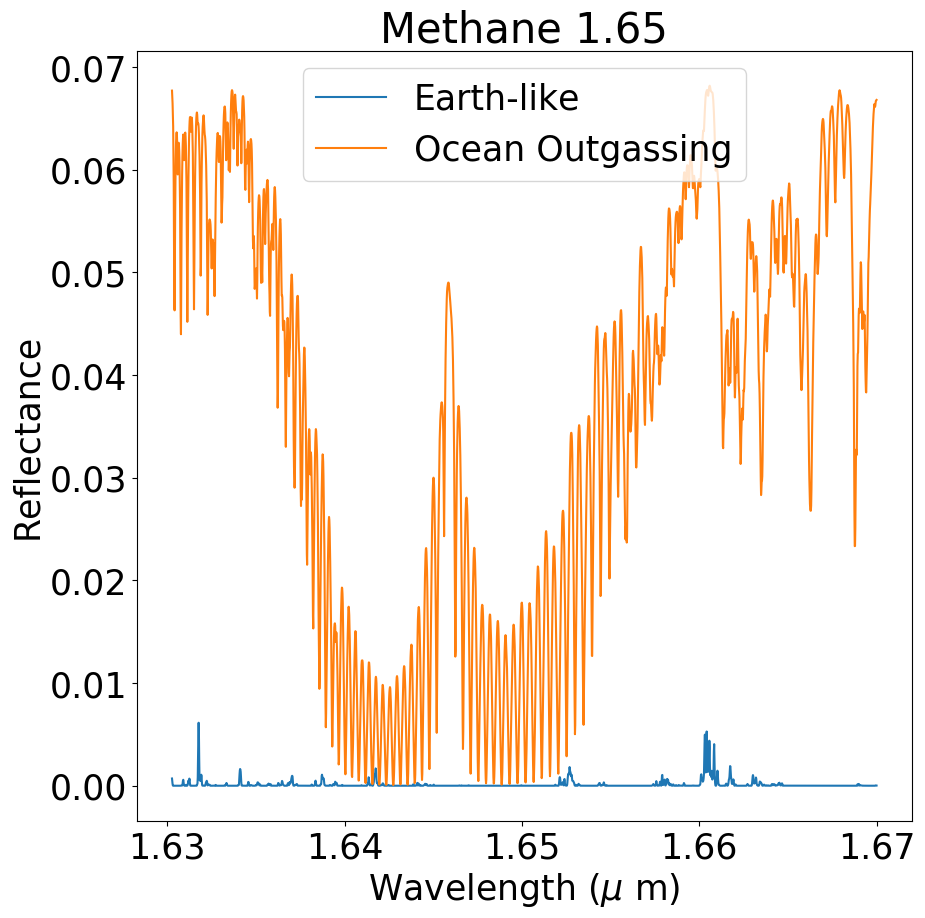 Methane 1.65
Earth-like
Ocean Outgassing
Reflectance
0.07
0.06
0.05
0.04
0.03
0.02
0.01
0.00
1.63 1.64 1.65 1.66 1.67
Wavelength (μ m)